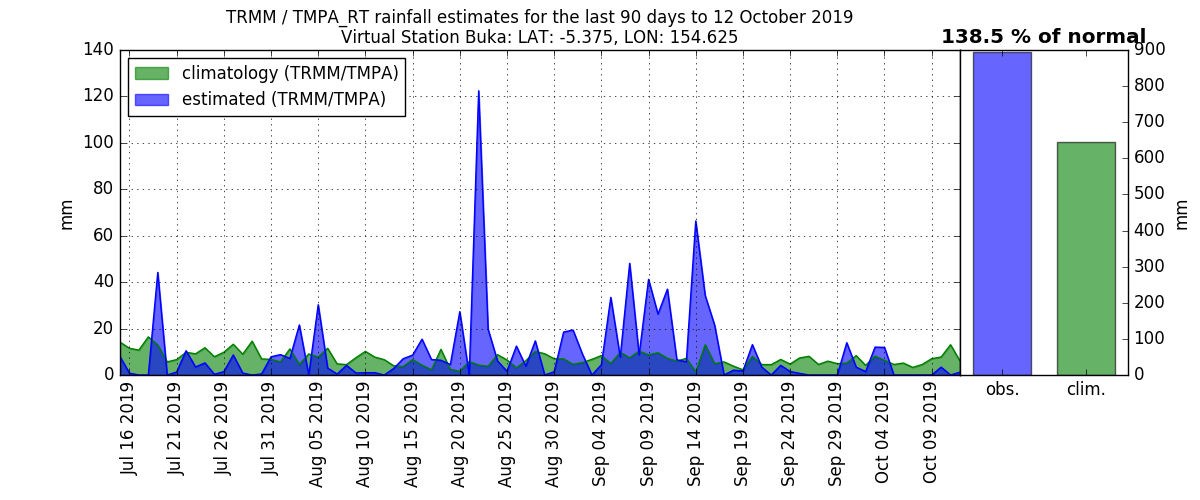 TRMM / TMPA_RT rainfall estimates for the last 90 days to 12 October 2019
Virtual Station Buka: LAT: -5.375, LON: 154.625
138.5 % of normal
climatology (TRMM/TMPA)
estimated (TRMM/TMPA)
mm
140
120
100
80
60
40
20
0
Jul 16 2019
Jul 21 2019
Jul 26 2019
Jul 31 2019
Aug 05 2019
Aug 10 2019
Aug 15 2019
Aug 20 2019
Aug 25 2019
Aug 30 2019
Sep 04 2019
Sep 09 2019
Sep 14 2019
Sep 19 2019
Sep 24 2019
Sep 29 2019
Oct 04 2019
Oct 09 2019
obs.
clim.
900
800
700
600
500
400
300
200
100
0
mm